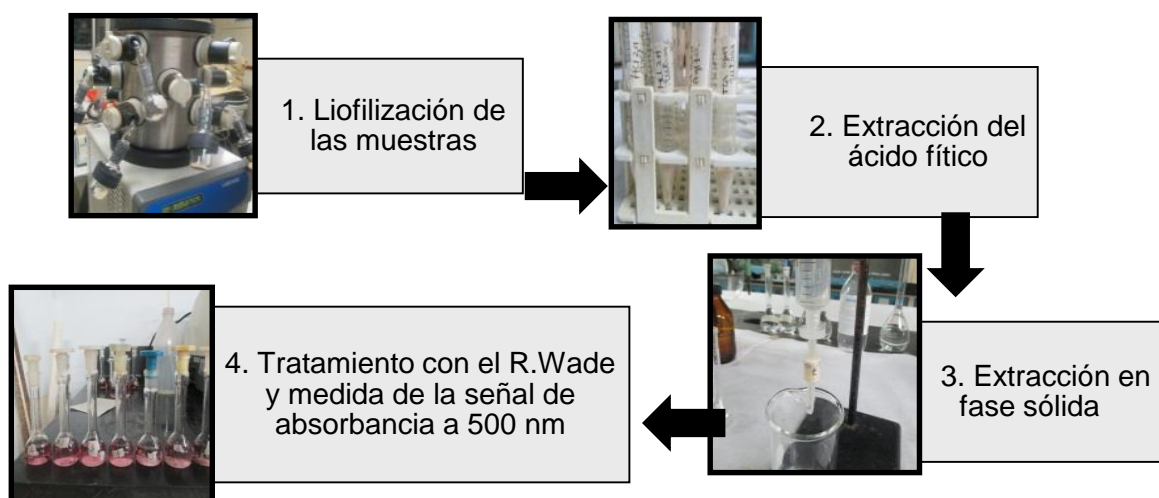 1. Liofilización de
las muestras
2. Extracción del
ácido fítico
3. Extracción en
fase sólida
4. Tratamiento con el R.Wade
y medida de la señal de
absorbancia a 500 nm